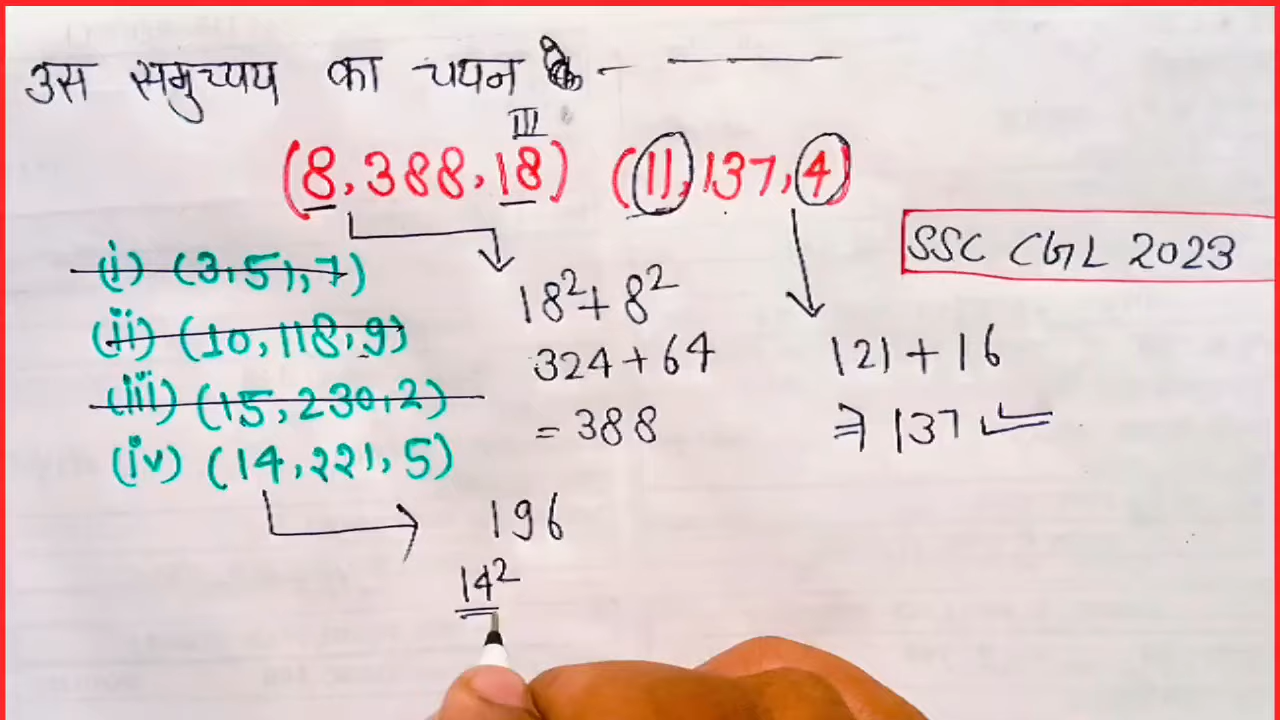 उस समुच्चय का चयन
III
(8,388,18) (11,137,4)
SSC CGL 2023
(i) (3,51,7)
(ii) (10,118,9)
(iii) (15,230,2)
(iv) (14,221,5)
18²+8²
324+64
=388
121+16
⇒ 137
196
14²